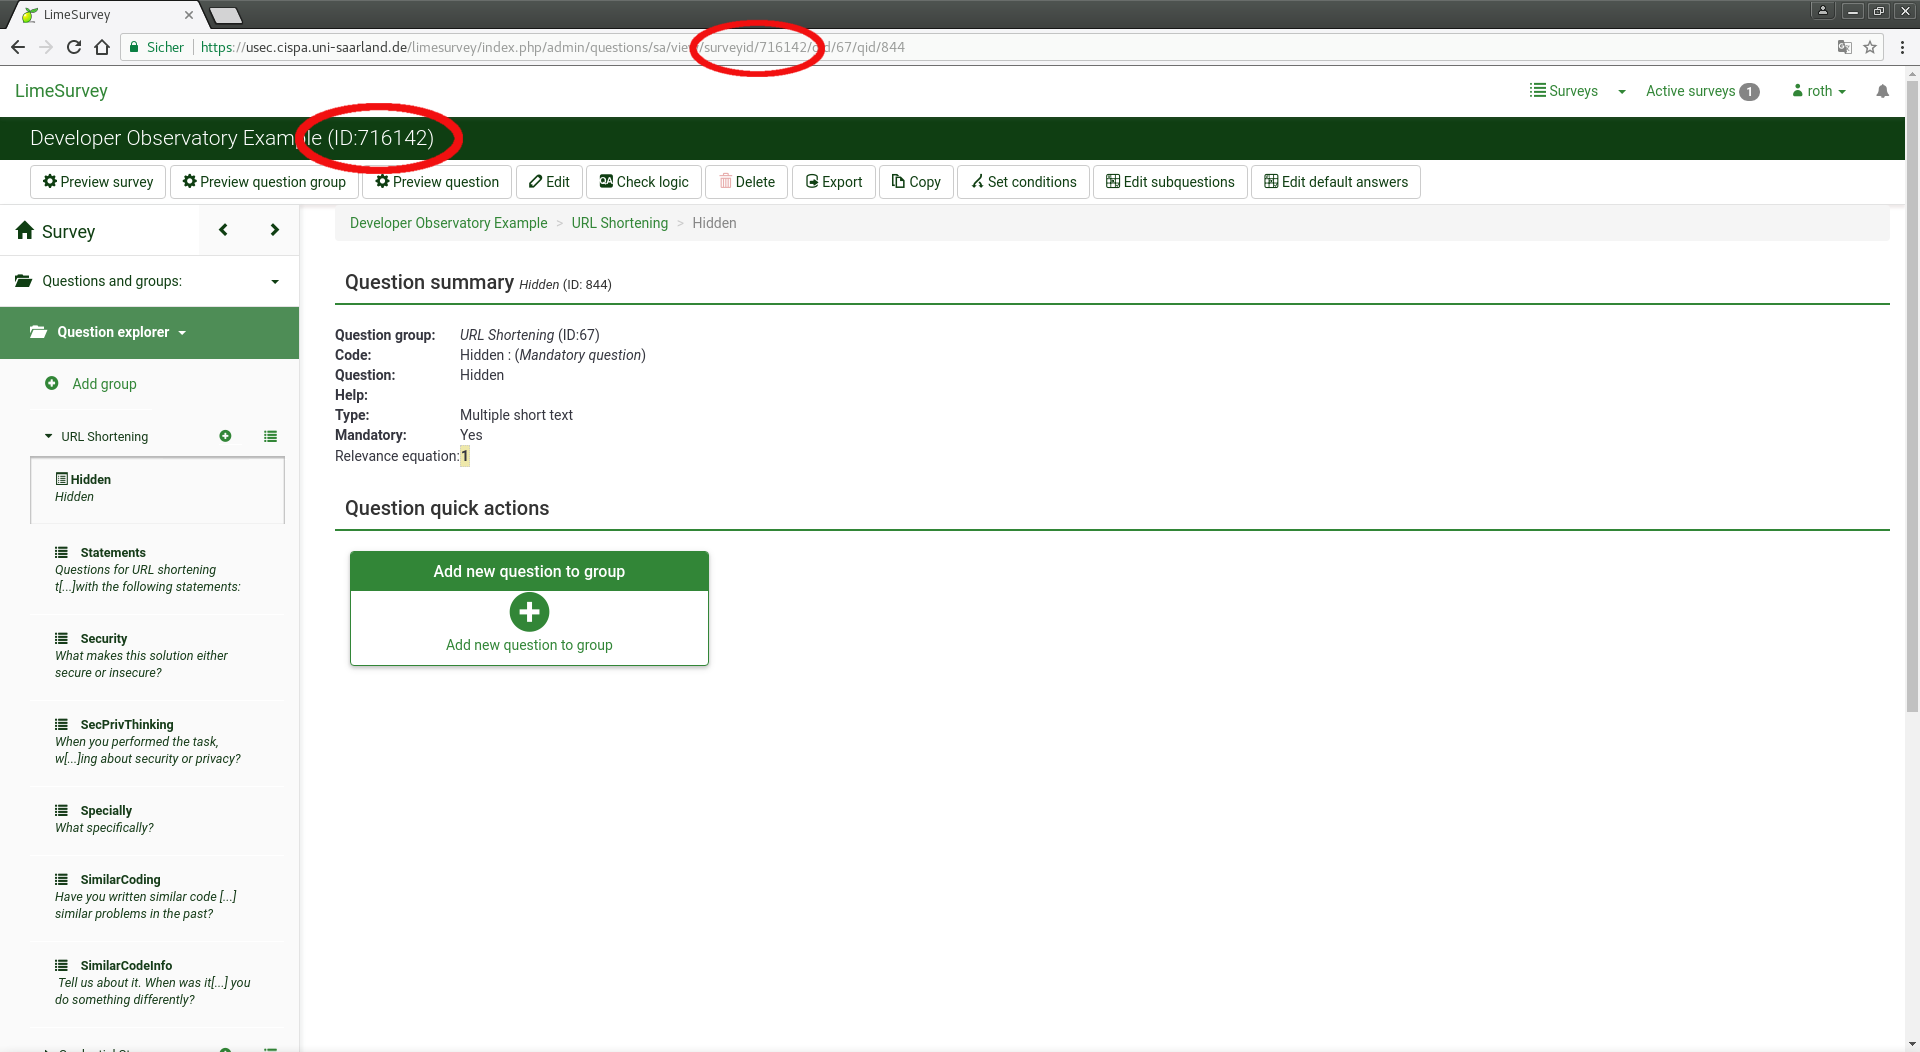 LimeSurvey
Sicher https://usec.cispa.uni-saarland.de/limesurvey/index.php/admin/questions/sa/view/surveyid/716142/gid/67/qid/844
LimeSurvey
Surveys
Active surveys 1
roth
Developer Observatory Example (ID:716142)
Preview survey
Preview question group
Preview question
Edit
Check logic
Delete
Export
Copy
Set conditions
Edit subquestions
Edit default answers
Survey
Developer Observatory Example > URL Shortening > Hidden
Questions and groups:
Question explorer
Add group
URL Shortening
Hidden
Hidden
Statements
Questions for URL shortening
t[...]with the following statements:
Security
What makes this solution either
secure or insecure?
SecPrivThinking
When you performed the task,
w[...]ing about security or privacy?
Specially
What specifically?
SimilarCoding
Have you written similar code [...]
similar problems in the past?
SimilarCodeInfo
Tell us about it. When was it[...] you
do something differently?
Question summary Hidden (ID: 844)
Question group: URL Shortening (ID:67)
Code: Hidden : (Mandatory question)
Question: Hidden
Help:
Type: Multiple short text
Mandatory: Yes
Relevance equation: 1
Question quick actions
Add new question to group
Add new question to group